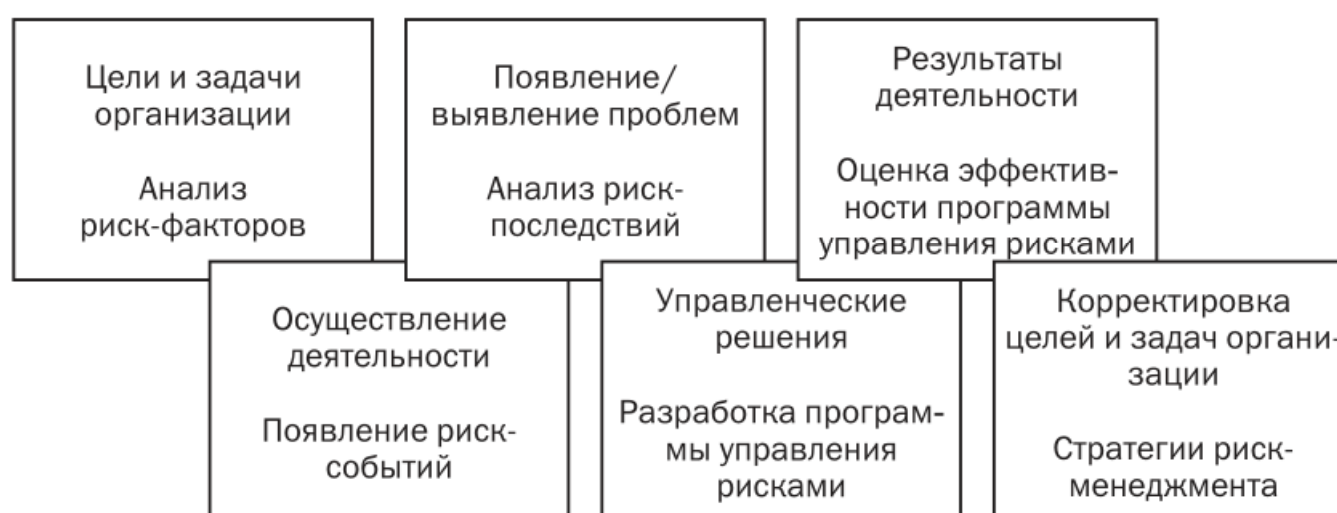 Цели и задачи
организации
Анализ
риск-факторов
Осуществление
деятельности
Появление риск-
событий
Появление/
выявление проблем
Анализ риск-
последствий
Управленческие
решения
Разработка програм-
мы управления
рисками
Результаты
деятельности
Оценка эффектив-
ности программы
управления рисками
Корректировка
целей и задач органи-
зации
Стратегии риск-
менеджмента